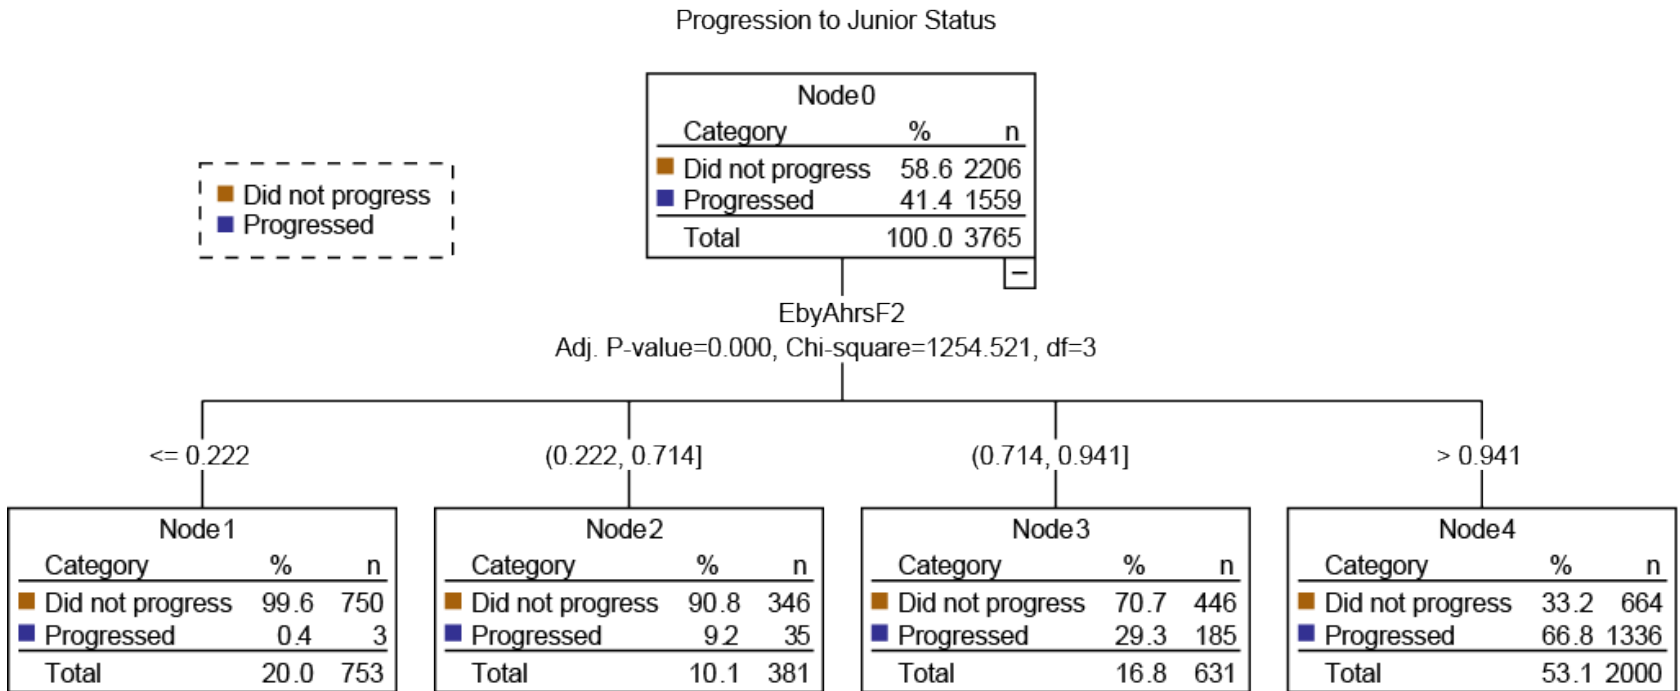 Progression to Junior Status
Node 0
Category % n
Did not progress 58.6 2206
Progressed 41.4 1559
Total 100.0 3765
Did not progress
Progressed
EbyAhrsF2
Adj. P-value=0.000, Chi-square=1254.521, df=3
<= 0.222
(0.222, 0.714]
(0.714, 0.941]
> 0.941
Node 1
Category % n
Did not progress 99.6 750
Progressed 0.4 3
Total 20.0 753
Node 2
Category % n
Did not progress 90.8 346
Progressed 9.2 35
Total 10.1 381
Node 3
Category % n
Did not progress 70.7 446
Progressed 29.3 185
Total 16.8 631
Node 4
Category % n
Did not progress 33.2 664
Progressed 66.8 1336
Total 53.1 2000